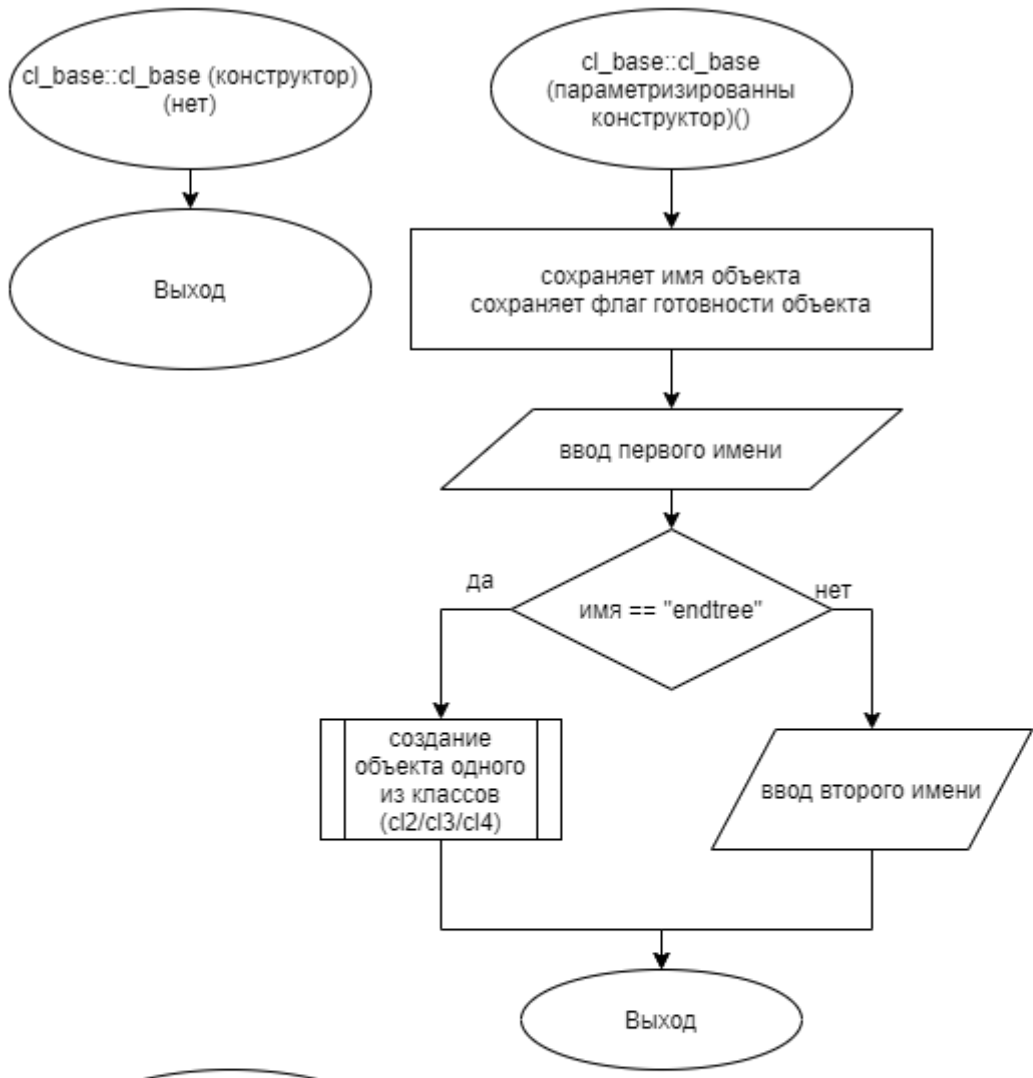 cl_base::cl_base (конструктор)
(нет)
Выход
cl_base::cl_base
(параметризированны
конструктор)()
сохраняет имя объекта
сохраняет флаг готовности объекта
ввод первого имени
имя == "endtree"
да
нет
создание
объекта одного
из классов
(cl2/cl3/cl4)
ввод второго имени
Выход